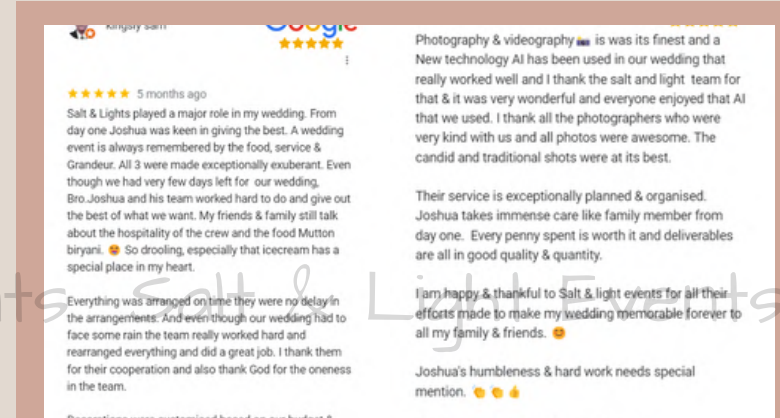 Kingsly sam
Google
5 months ago
Salt & Lights played a major role in my wedding. From
day one Joshua was keen in giving the best. A wedding
event is always remembered by the food, service &
Grandeur. All 3 were made exceptionally exuberant. Even
though we had very few days left for our wedding,
Bro.Joshua and his team worked hard to do and give out
the best of what we want. My friends & family still talk
about the hospitality of the crew and the food Mutton
biryani. 😍 So drooling, especially that icecream has a
special place in my heart.
Everything was arranged on time they were no delay in
the arrangements. And even though our wedding had to
face some rain the team really worked hard and
rearranged everything and did a great job. I thank them
for their cooperation and also thank God for the oneness
in the team.
Decorations were customized based on our budget &
Photography & videography 📸 is was its finest and a
New technology AI has been used in our wedding that
really worked well and I thank the salt and light team for
that & it was very wonderful and everyone enjoyed that AI
that we used. I thank all the photographers who were
very kind with us and all photos were awesome. The
candid and traditional shots were at its best.
Their service is exceptionally planned & organised.
Joshua takes immense care like family member from
day one. Every penny spent is worth it and deliverables
are all in good quality & quantity.
I am happy & thankful to Salt & light events for all their
efforts made to make my wedding memorable forever to
all my family & friends. 😊
Joshua's humbleness & hard work needs special
mention. 👏 👏 👍
ts Salt & Light Events